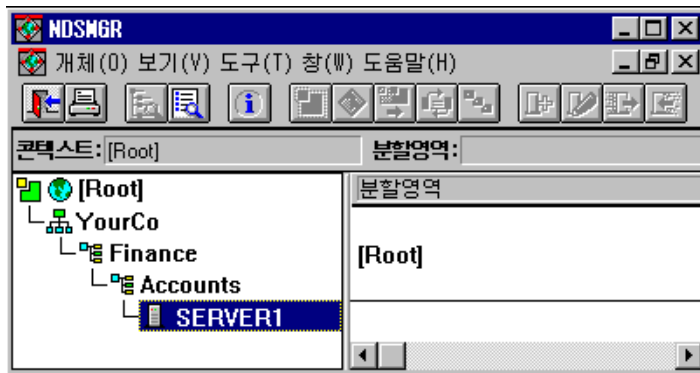 NDSMGR
개체(O) 보기(V) 도구(T) 창(W) 도움말(H)
콘텍스트: [Root] 분할영역:
[Root]
YourCo
Finance
Accounts
SERVER1
분할영역
[Root]